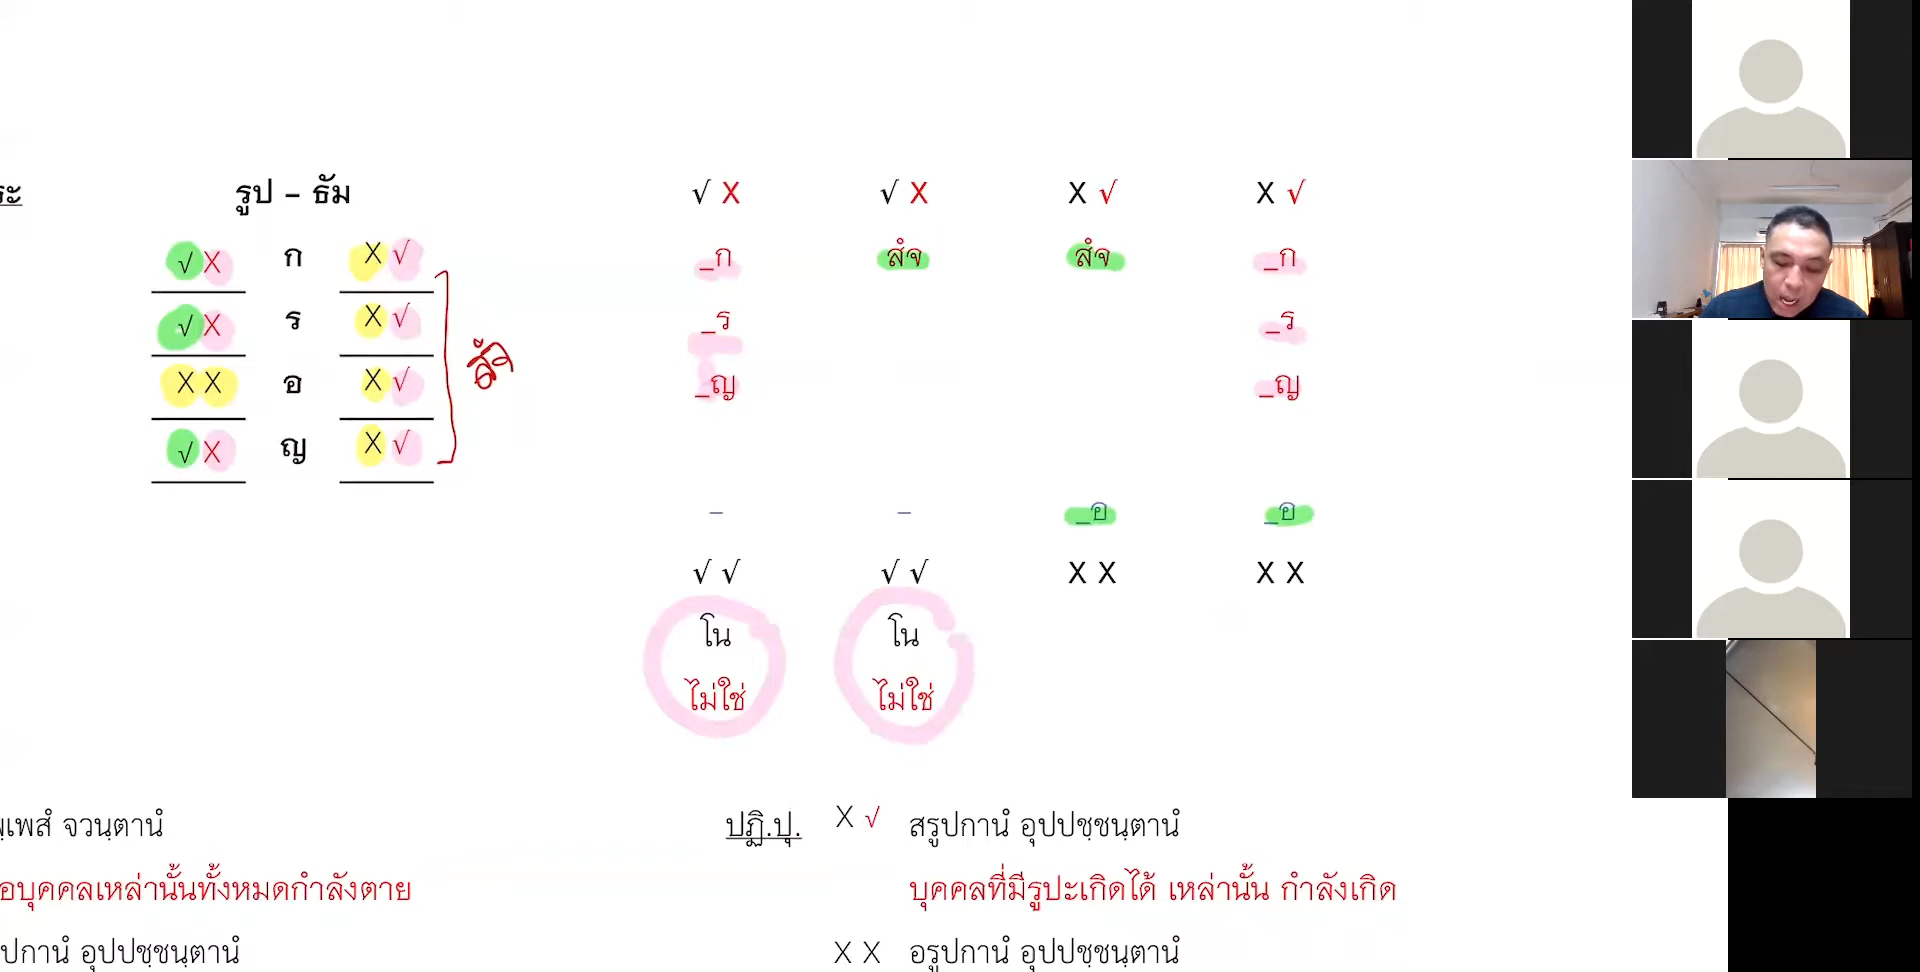 ระ รูป – ธัม √ X √ X X √ X √
√ X ก X √ _ก สํจ สํจ _ก
√ X ร X √ _ร _ร
X X อ X √ _ญ _ญ
√ X ญ X √
– – _อ _อ
√ √ √ √ X X X X
โน โน
ไม่ใช่ ไม่ใช่
พฺเพสํ จวนฺตานํ ปฏิ.ปุ. X √ สรูปกานํ อุปปชฺชนฺตานํ
อบุคคลเหล่านั้นทั้งหมดกำลังตาย บุคคลที่มีรูปะเกิดได้ เหล่านั้น กำลังเกิด
ปกานํ อุปปชฺชนฺตานํ X X อรูปกานํ อุปปชฺชนฺตานํ